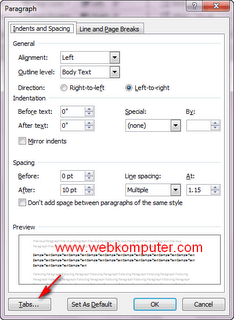 Paragraph
Indents and Spacing Line and Page Breaks
General
Alignment: Left
Outline level: Body Text
Direction: Right-to-left Left-to-right
Indentation
Before text: 0" Special: By:
After text: 0" (none)
Mirror indents
Spacing
Before: 0 pt Line spacing: At:
After: 10 pt Multiple 1.15
Don't add space between paragraphs of the same style
Preview
www.webkomputer.com
Tabs... Set As Default OK Cancel